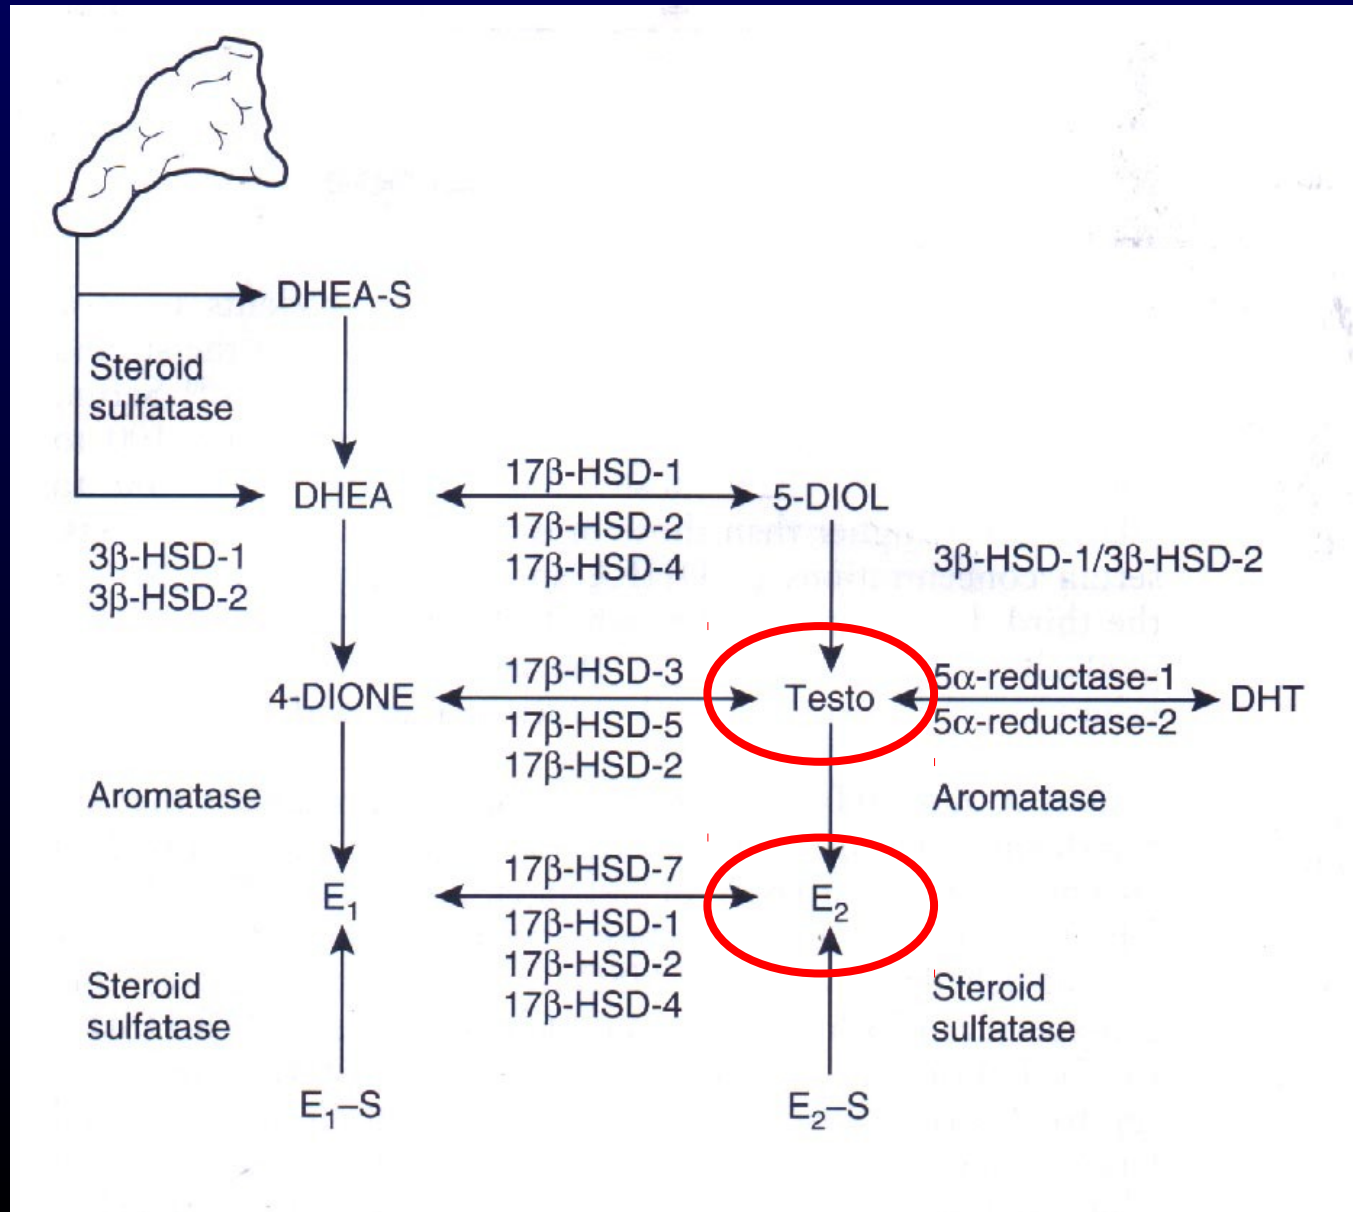 DHEA-S
Steroid
sulfatase
DHEA
17β-HSD-1
17β-HSD-2
17β-HSD-4
5-DIOL
3β-HSD-1
3β-HSD-2
3β-HSD-1/3β-HSD-2
4-DIONE
17β-HSD-3
17β-HSD-5
17β-HSD-2
Testo
5α-reductase-1
5α-reductase-2
DHT
Aromatase
Aromatase
E₁
17β-HSD-7
17β-HSD-1
17β-HSD-2
17β-HSD-4
E₂
Steroid
sulfatase
Steroid
sulfatase
E₁–S
E₂–S